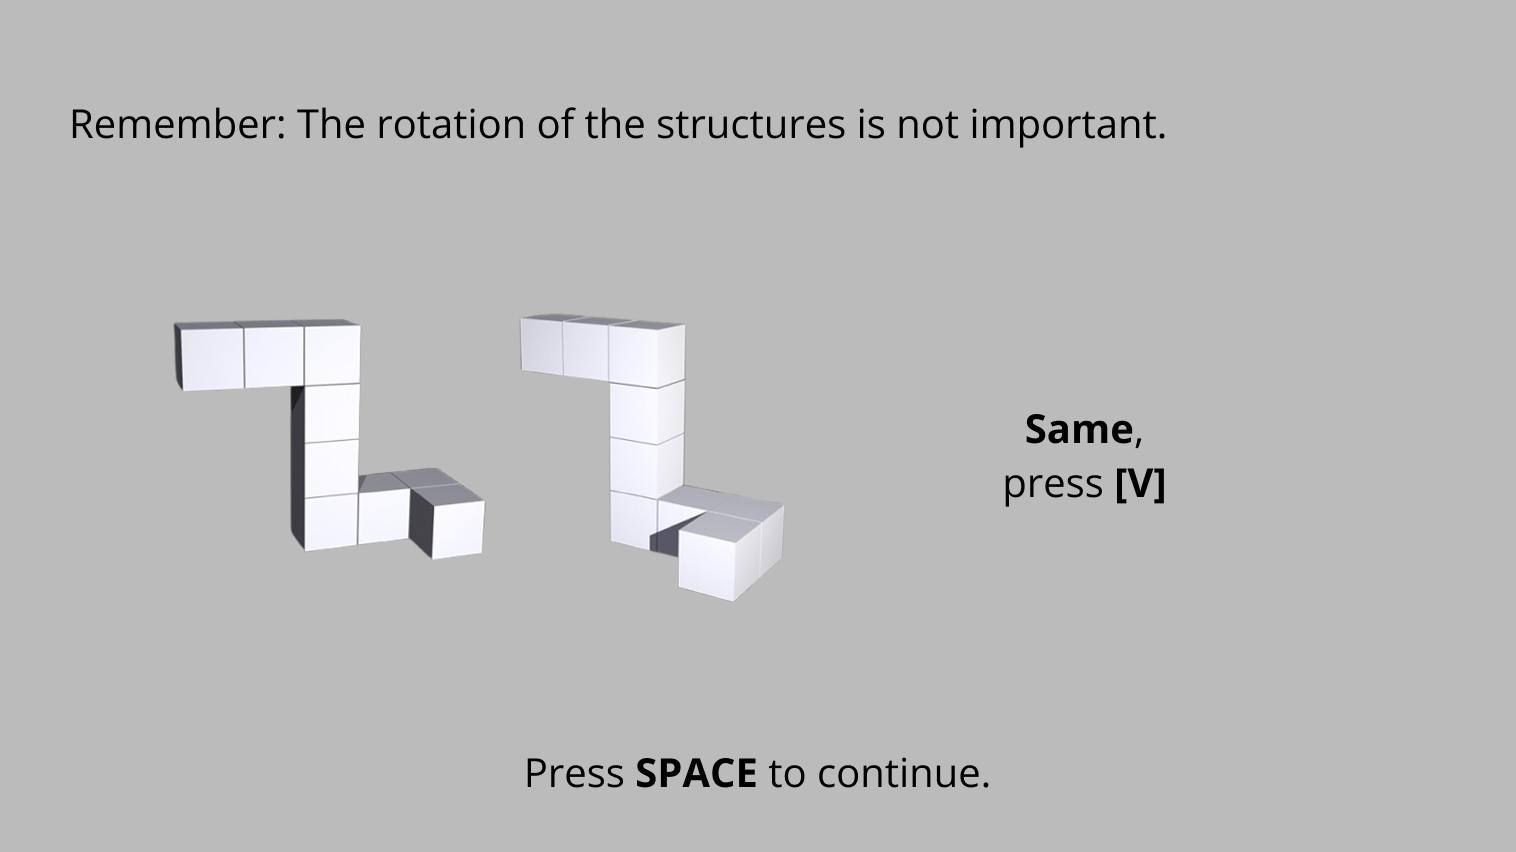 Remember: The rotation of the structures is not important.
Same,
press [V]
Press SPACE to continue.